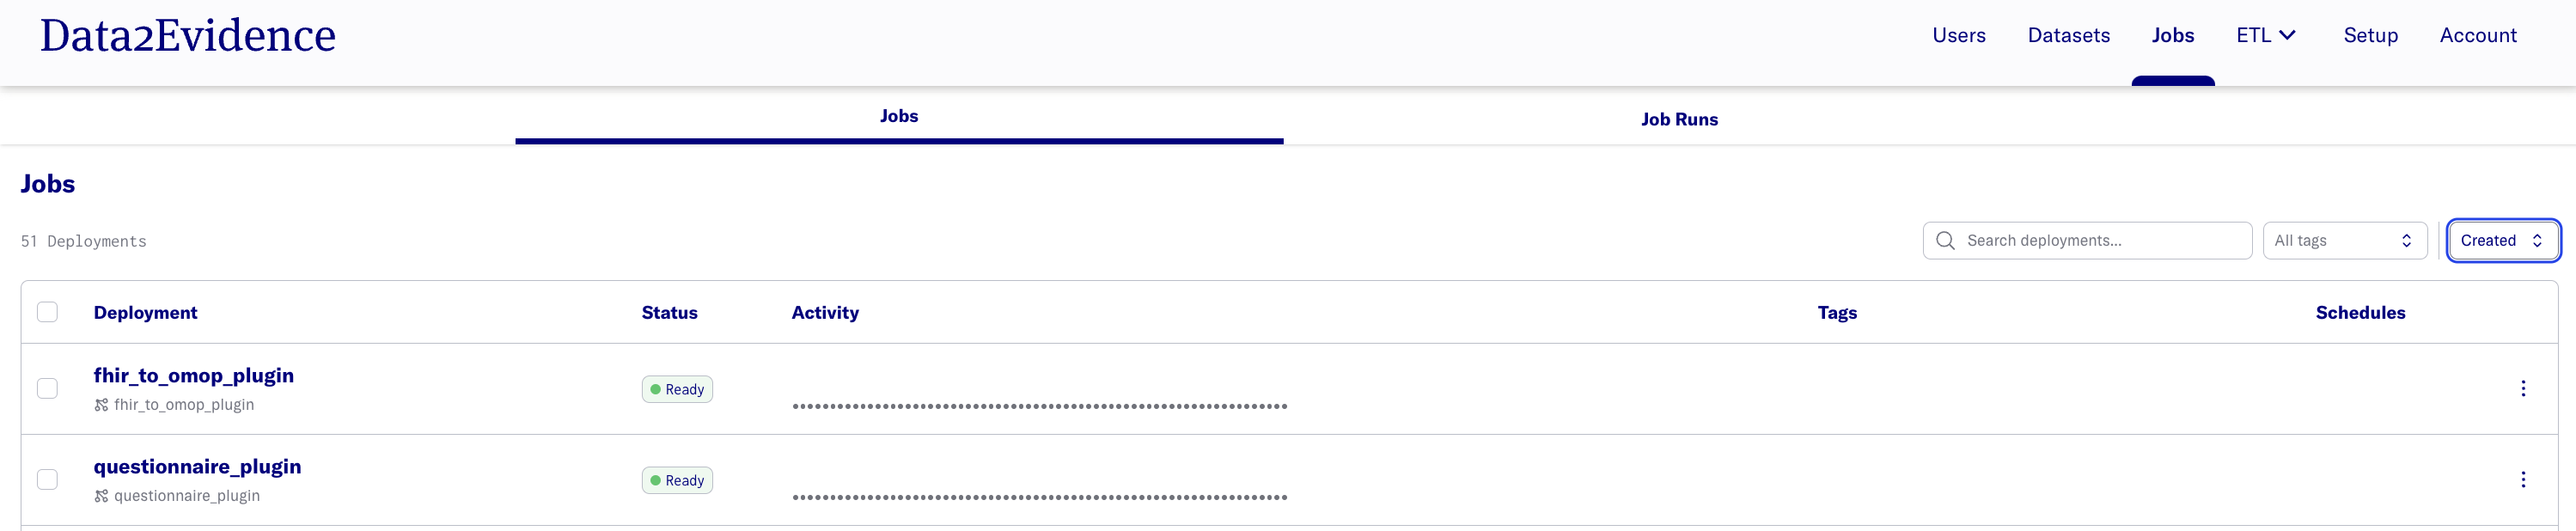 Data2Evidence
Users Datasets Jobs ETL Setup Account
Jobs Job Runs
Jobs
51 Deployments
Search deployments... All tags Created
Deployment Status Activity Tags Schedules
fhir_to_omop_plugin
fhir_to_omop_plugin
Ready
questionnaire_plugin
questionnaire_plugin
Ready